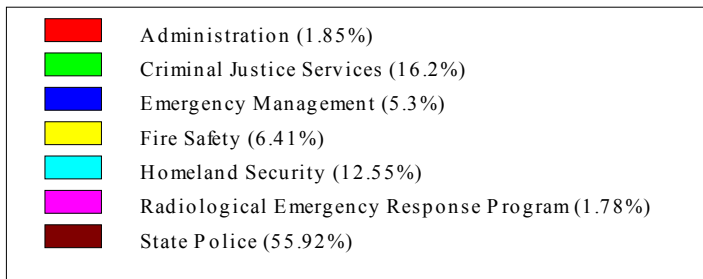 Administration (1.85%)
Criminal Justice Services (16.2%)
Emergency Management (5.3%)
Fire Safety (6.41%)
Homeland Security (12.55%)
Radiological Emergency Response Program (1.78%)
State Police (55.92%)